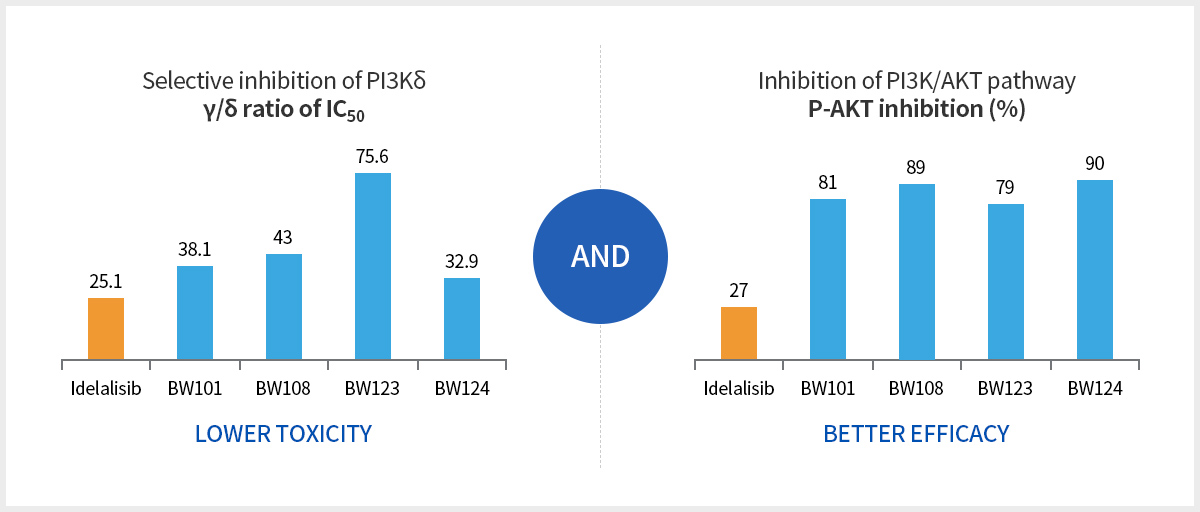 Selective inhibition of PI3Kδ
γ/δ ratio of IC50
75.6
43
38.1
32.9
25.1
Idelalisib BW101 BW108 BW123 BW124
LOWER TOXICITY
AND
Inhibition of PI3K/AKT pathway
P-AKT inhibition (%)
90
89
81
79
27
Idelalisib BW101 BW108 BW123 BW124
BETTER EFFICACY